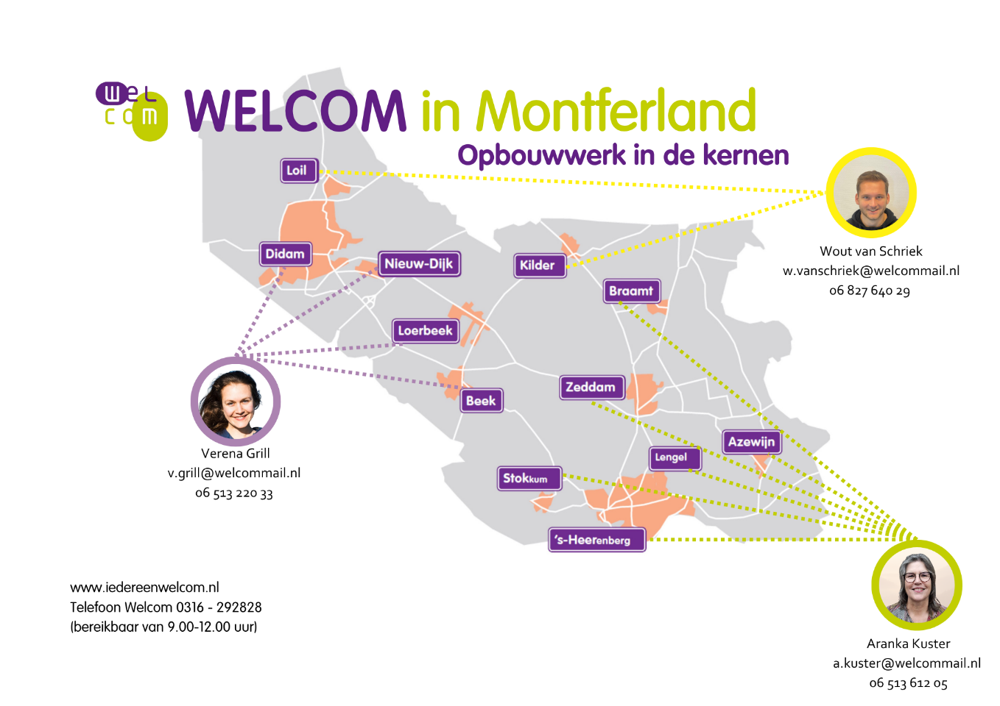 wel
com
WELCOM in Montferland
Opbouwwerk in de kernen
Loil
Didam
Nieuw-Dijk
Kilder
Braamt
Loerbeek
Zeddam
Beek
Azewijn
Lengel
Stokkum
's-Heerenberg
Wout van Schriek
w.vanschriek@welcommail.nl
06 827 640 29
Verena Grill
v.grill@welcommail.nl
06 513 220 33
www.iedereenwelcom.nl
Telefoon Welcom 0316 - 292828
(bereikbaar van 9.00-12.00 uur)
Aranka Kuster
a.kuster@welcommail.nl
06 513 612 05